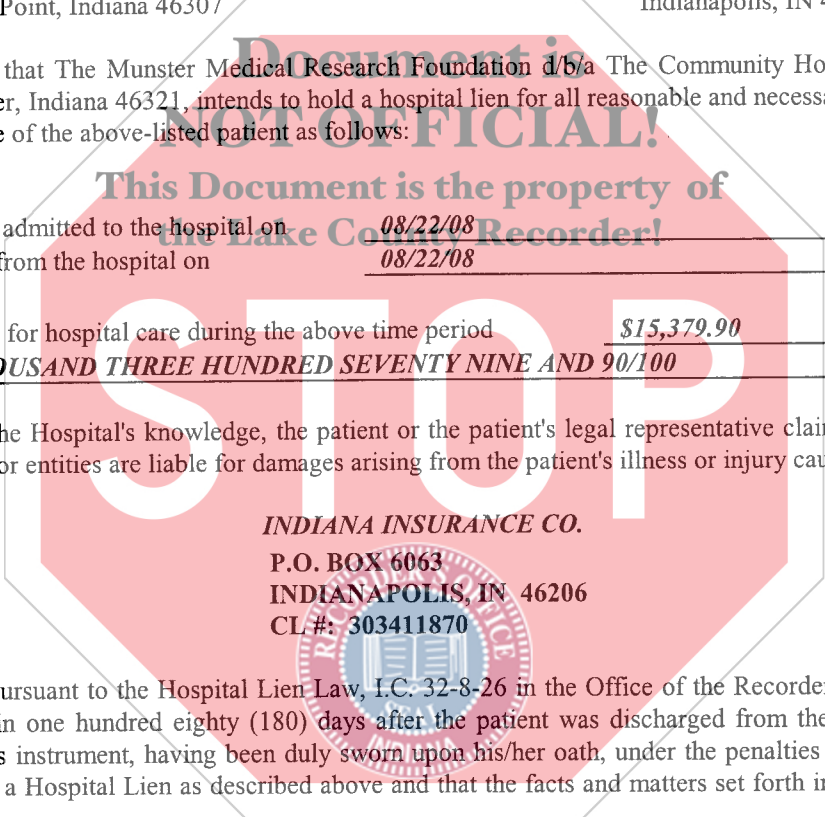 Point, Indiana 46307 Indianapolis, IN 4
Document is
that The Munster Medical Research Foundation d/b/a The Community Ho
er, Indiana 46321, intends to hold a hospital lien for all reasonable and necessa
NOT OFFICIAL!
e of the above-listed patient as follows:
This Document is the property of
admitted to the hospital on 08/22/08
the Lake County Recorder!
from the hospital on 08/22/08
STOP
for hospital care during the above time period $15,379.90
OUSAND THREE HUNDRED SEVENTY NINE AND 90/100
he Hospital's knowledge, the patient or the patient's legal representative clai
or entities are liable for damages arising from the patient's illness or injury cau
INDIANA INSURANCE CO.
P.O. BOX 6063
INDIANAPOLIS, IN 46206
CL #: 303411870
RECORDER'S OFFICE
SEAL
ursuant to the Hospital Lien Law, I.C. 32-8-26 in the Office of the Recorde
in one hundred eighty (180) days after the patient was discharged from the
s instrument, having been duly sworn upon his/her oath, under the penalties
a Hospital Lien as described above and that the facts and matters set forth in